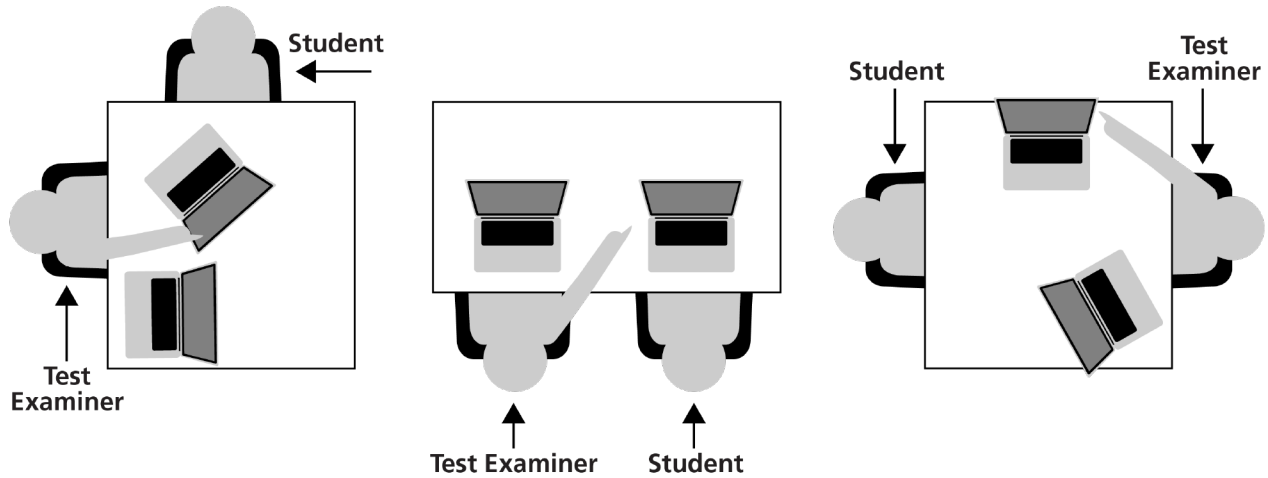 Student
Test
Examiner
Test Examiner
Student
Student
Test
Examiner